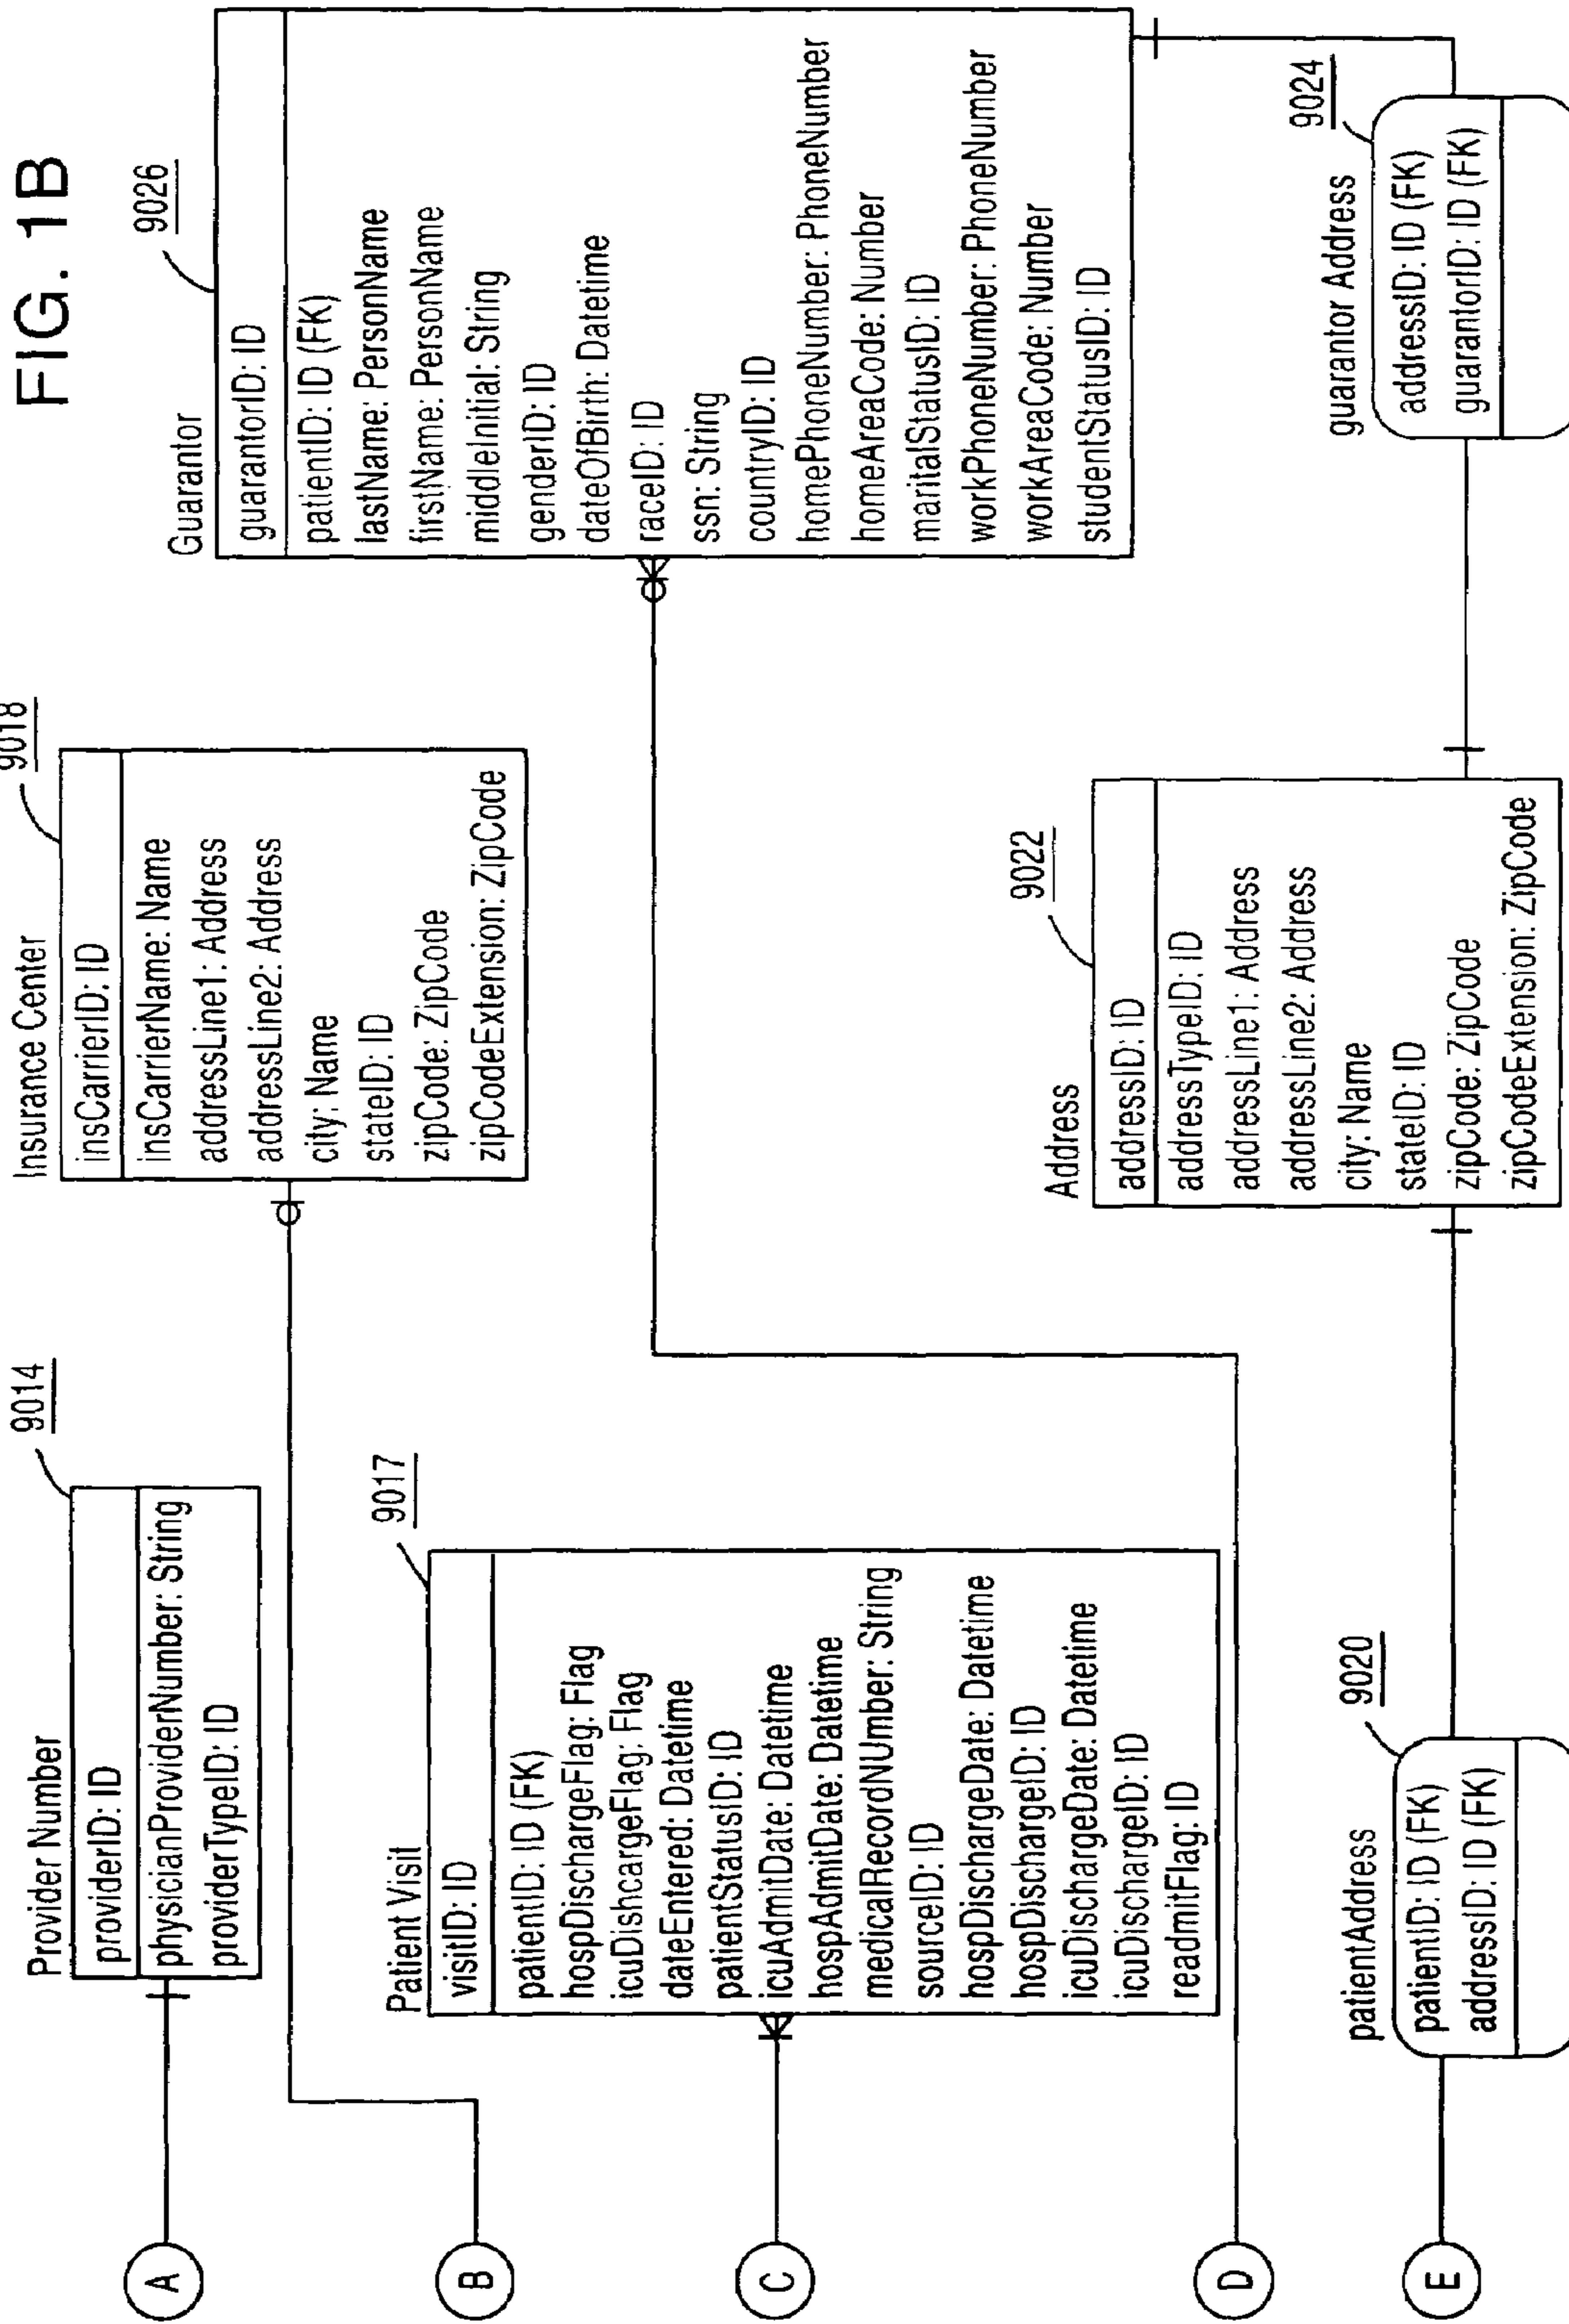 FIG. 1B
Provider Number
9014
providerID: ID
physicianProviderNumber: String
providerTypeID: ID
Insurance Center
9018
insCarrierID: ID
insCarrierName: Name
addressLine1: Address
addressLine2: Address
city: Name
stateID: ID
zipCode: ZipCode
zipCodeExtension: ZipCode
Guarantor
9026
guarantorID: ID
patientID: ID (FK)
lastName: PersonName
firstName: PersonName
middleInitial: String
genderID: ID
dateOfBirth: Datetime
raceID: ID
ssn: String
countryID: ID
homePhoneNumber: PhoneNumber
homeAreaCode: Number
maritalStatusID: ID
workPhoneNumber: PhoneNumber
workAreaCode: Number
studentStatusID: ID
Patient Visit
9017
visitID: ID
patientID: ID (FK)
hospDischargeFlag: Flag
icuDishcargeFlag: Flag
dateEntered: Datetime
patientStatusID: ID
icuAdmitDate: Datetime
hospAdmitDate: Datetime
medicalRecordNUmber: String
sourceID: ID
hospDischargeDate: Datetime
hospDischargeID: ID
icuDischargeDate: Datetime
icuDischargeID: ID
readmitFlag: ID
Address
9022
addressID: ID
addressTypeID: ID
addressLine1: Address
addressLine2: Address
city: Name
stateID: ID
zipCode: ZipCode
zipCodeExtension: ZipCode
patientAddress
9020
patientID: ID (FK)
addressID: ID (FK)
guarantor Address
9024
addressID: ID (FK)
guarantorID: ID (FK)
A
B
C
D
E